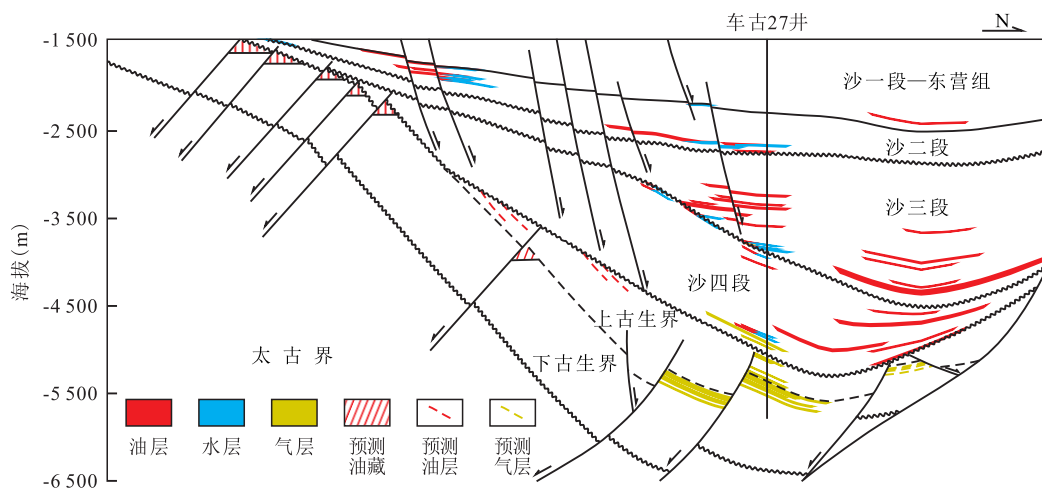 车古27井
N
-1 500
沙一段—东营组
-2 500
沙二段
沙三段
-3 500
海拔(m)
沙四段
-4 500
上古生界
太古界
下古生界
-5 500
油层
水层
气层
预测
油藏
预测
油层
预测
气层
-6 500